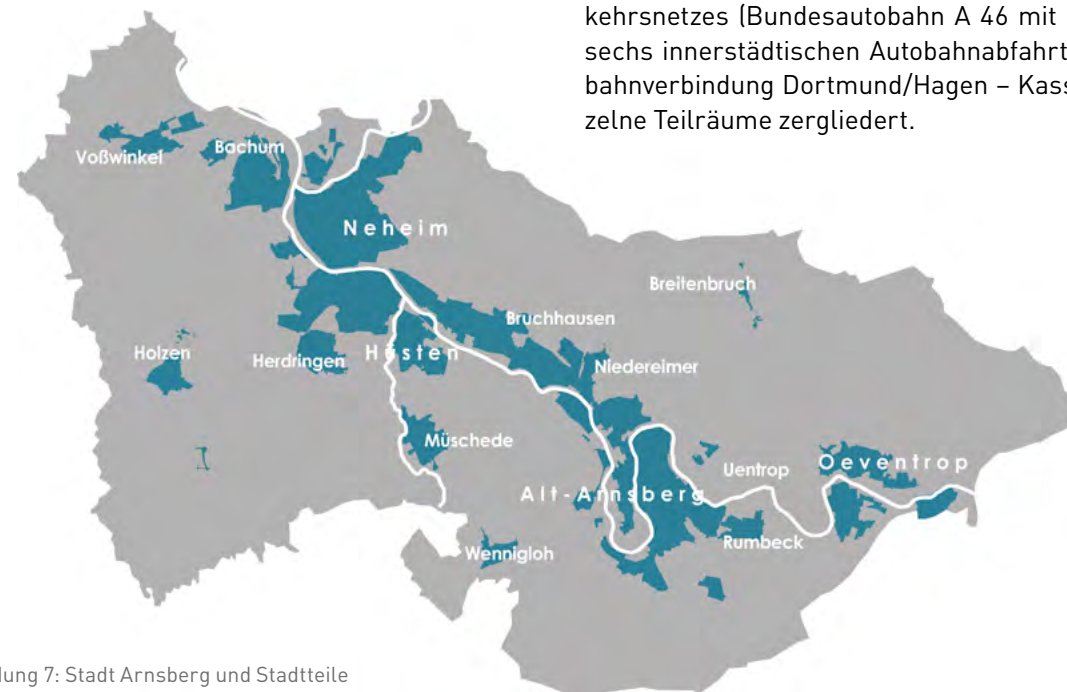 kehrsnetzes (Bundesautobahn A 46 mit
sechs innerstädtischen Autobahnabfahrt
bahnverbindung Dortmund/Hagen – Kass
zelne Teilräume zergliedert.
Voßwinkel
Bachum
Neheim
Breitenbruch
Bruchhausen
Holzen
Herdringen
Hüsten
Niedereimer
Müschede
Uentrop
Oeventrop
Alt-Arnsberg
Rumbeck
Wennigloh
dung 7: Stadt Arnsberg und Stadtteile